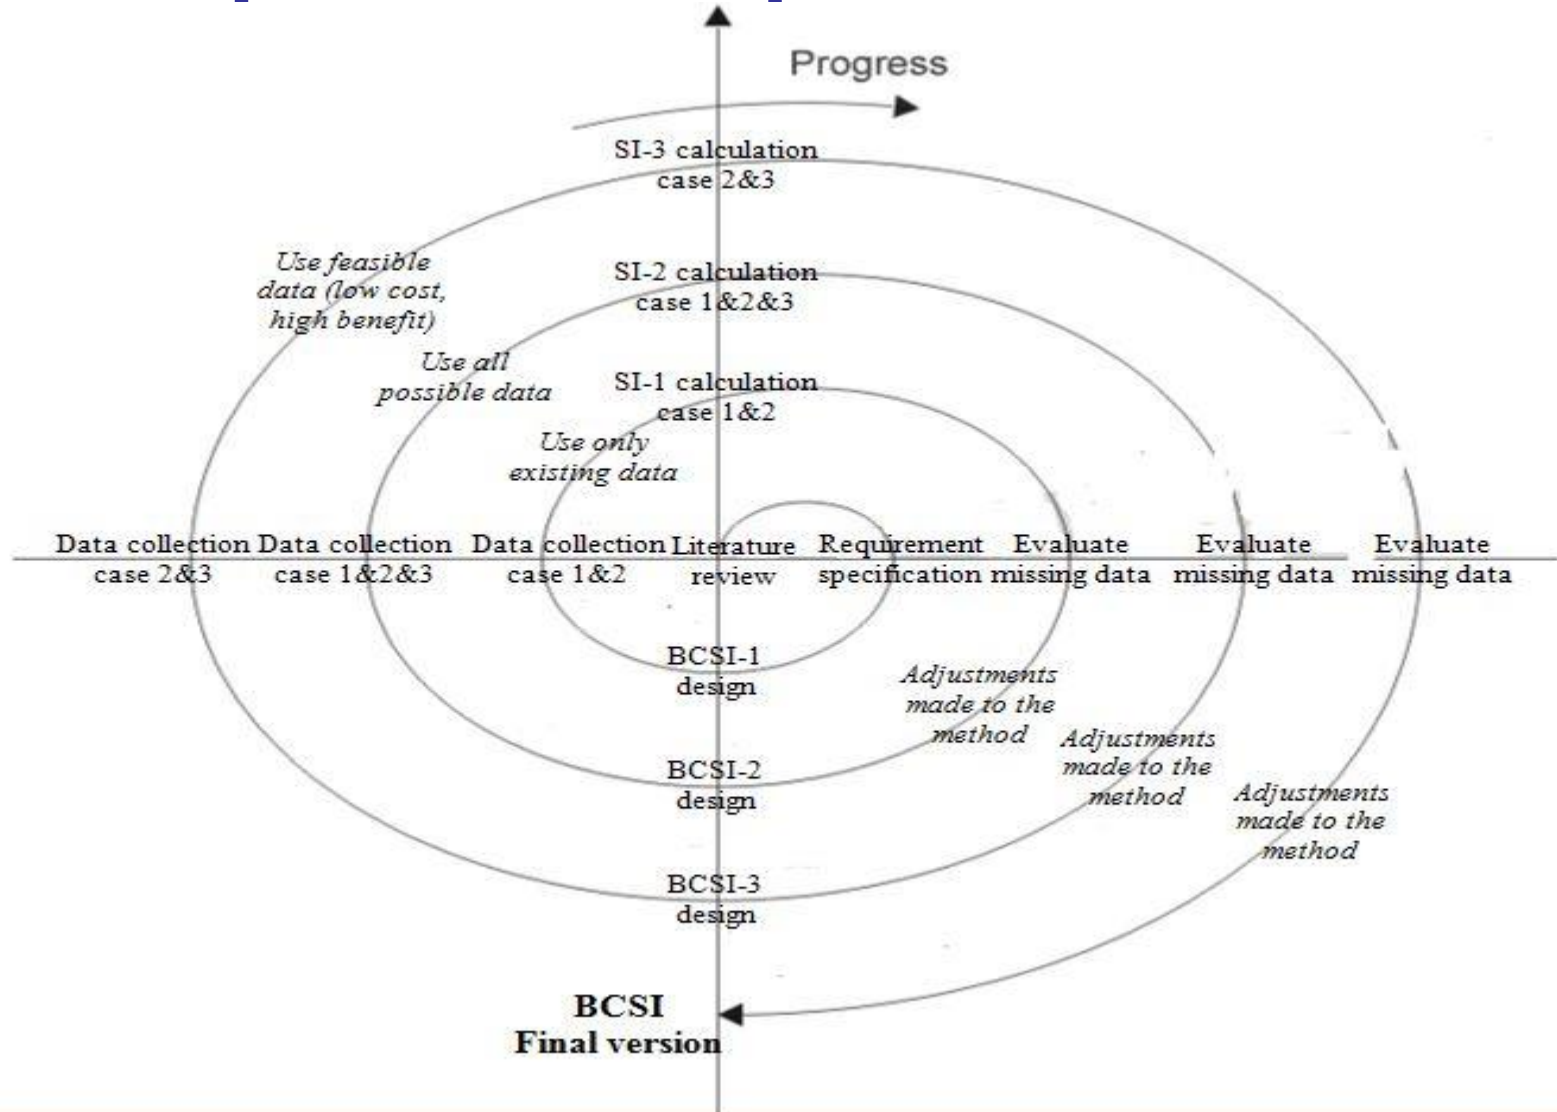 Progress
SI-3 calculation
case 2&3
Use feasible
data (low cost,
high benefit)
SI-2 calculation
case 1&2&3
Use all
possible data
SI-1 calculation
case 1&2
Use only
existing data
Data collection
case 2&3
Data collection
case 1&2&3
Data collection
case 1&2
Literature
review
Requirement
specification
Evaluate
missing data
Evaluate
missing data
Evaluate
missing data
BCSI-1
design
Adjustments
made to the
method
Adjustments
made to the
method
BCSI-2
design
Adjustments
made to the
method
BCSI-3
design
BCSI
Final version